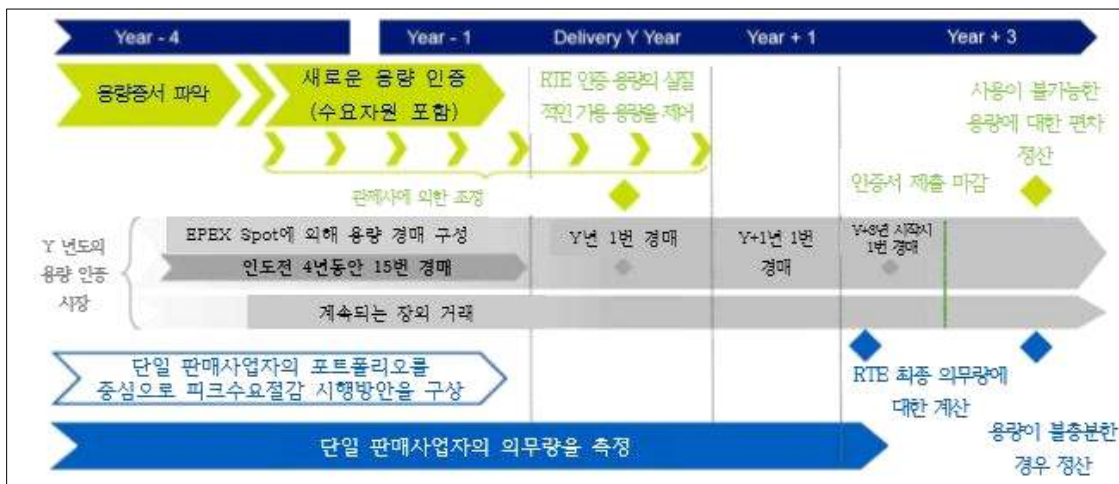 Year - 4
Year - 1
Delivery Y Year
Year + 1
Year + 3
용량증서 파악
새로운 용량 인증
(수요자원 포함)
RTE 인증 용량의 실질
적인 가용 용량을 제어
사용이 불가능한
용량에 대한 편차
정산
관제사에 의한 조정
인증서 제출 마감
Y 년도의
용량 인증
시장
EPEX Spot에 의해 용량 경매 구성
인도전 4년동안 15번 경매
Y년 1번 경매
Y+1년 1번
경매
Y+3년 시작시
1번 경매
계속되는 장외 거래
단일 판매사업자의 포트폴리오를
중심으로 피크수요절감 시행방안을 구상
RTE 최종 의무량에
대한 계산
단일 판매사업자의 의무량을 측정
용량이 불충분한
경우 정산